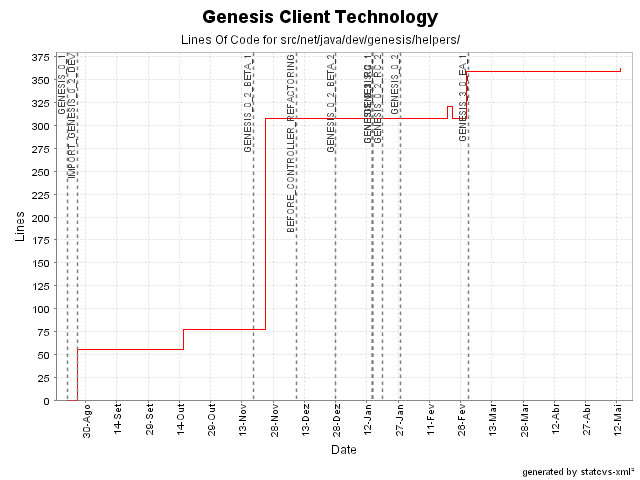 Genesis Client Technology
Lines Of Code for src/net/java/dev/genesis/helpers/
375
350
325
300
275
250
225
200
175
150
125
100
75
50
25
0
Lines
GENESIS_0_1
IMPORT_GENESIS_0_2_DEV
GENESIS_0_2_BETA_1
BEFORE_CONTROLLER_REFACTORING
GENESIS_0_2_BETA_2
GENESIS_0_2_RC_2
GENESIS_0_2
GENESIS_3_0_EA_1
30-Ago
14-Set
29-Set
14-Out
29-Out
13-Nov
28-Nov
13-Dez
28-Dez
12-Jan
27-Jan
11-Fev
26-Fev
13-Mar
28-Mar
12-Abr
27-Abr
12-Mai
Date
generated by statcvs-xml²